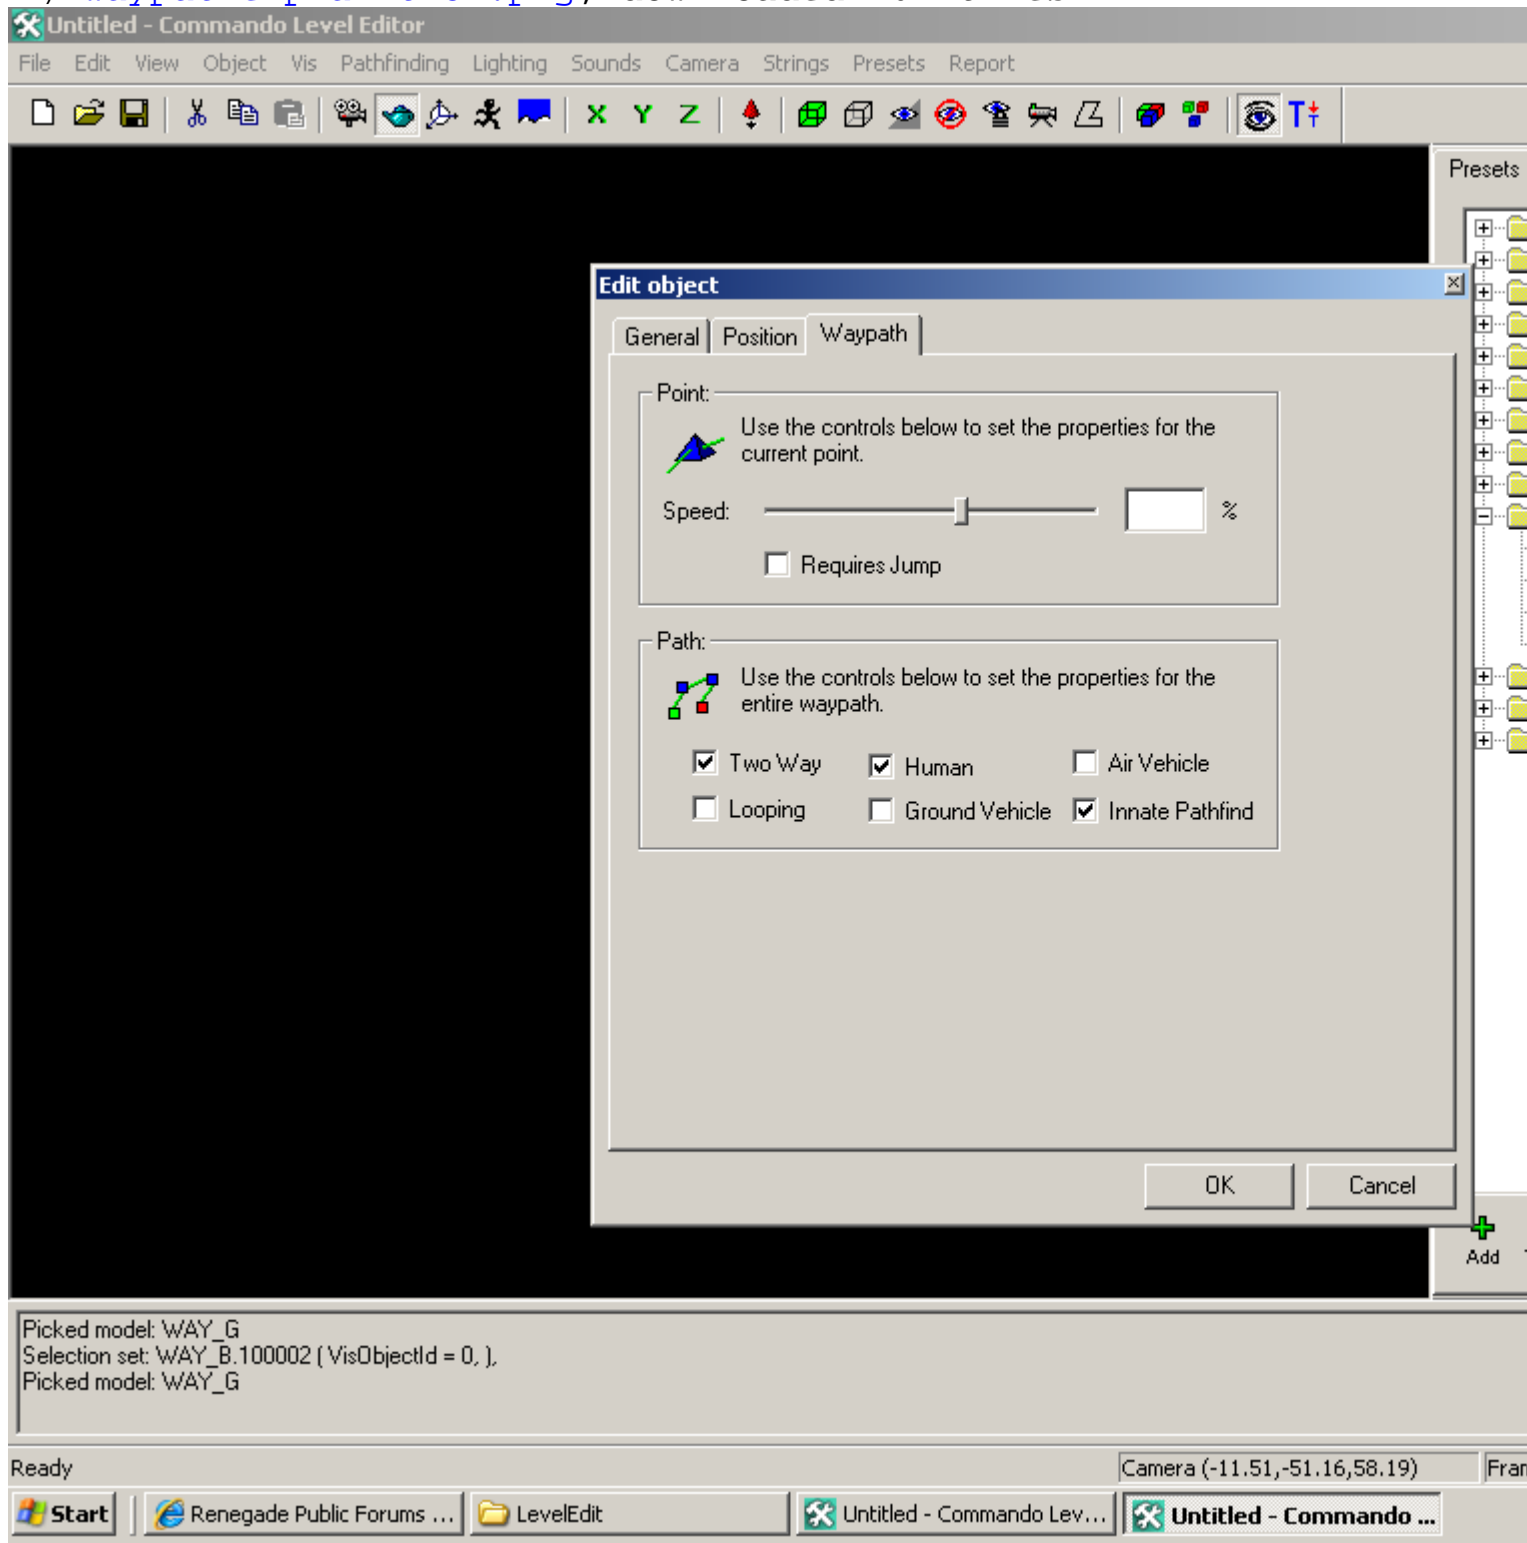 Untitled - Commando Level Editor
File Edit View Object Vis Pathfinding Lighting Sounds Camera Strings Presets Report
X Y Z T
Presets
Edit object
General Position Waypath
Point:
Use the controls below to set the properties for the
current point.
Speed: %
Requires Jump
Path:
Use the controls below to set the properties for the
entire waypath.
Two Way Human Air Vehicle
Looping Ground Vehicle Innate Pathfind
OK Cancel
Add
Picked model: WAY_G
Selection set: WAY_B.100002 ( VisObjectId = 0, ),
Picked model: WAY_G
Ready Camera (-11.51,-51.16,58.19)
Start Renegade Public Forums ... LevelEdit Untitled - Commando Lev... Untitled - Commando ...